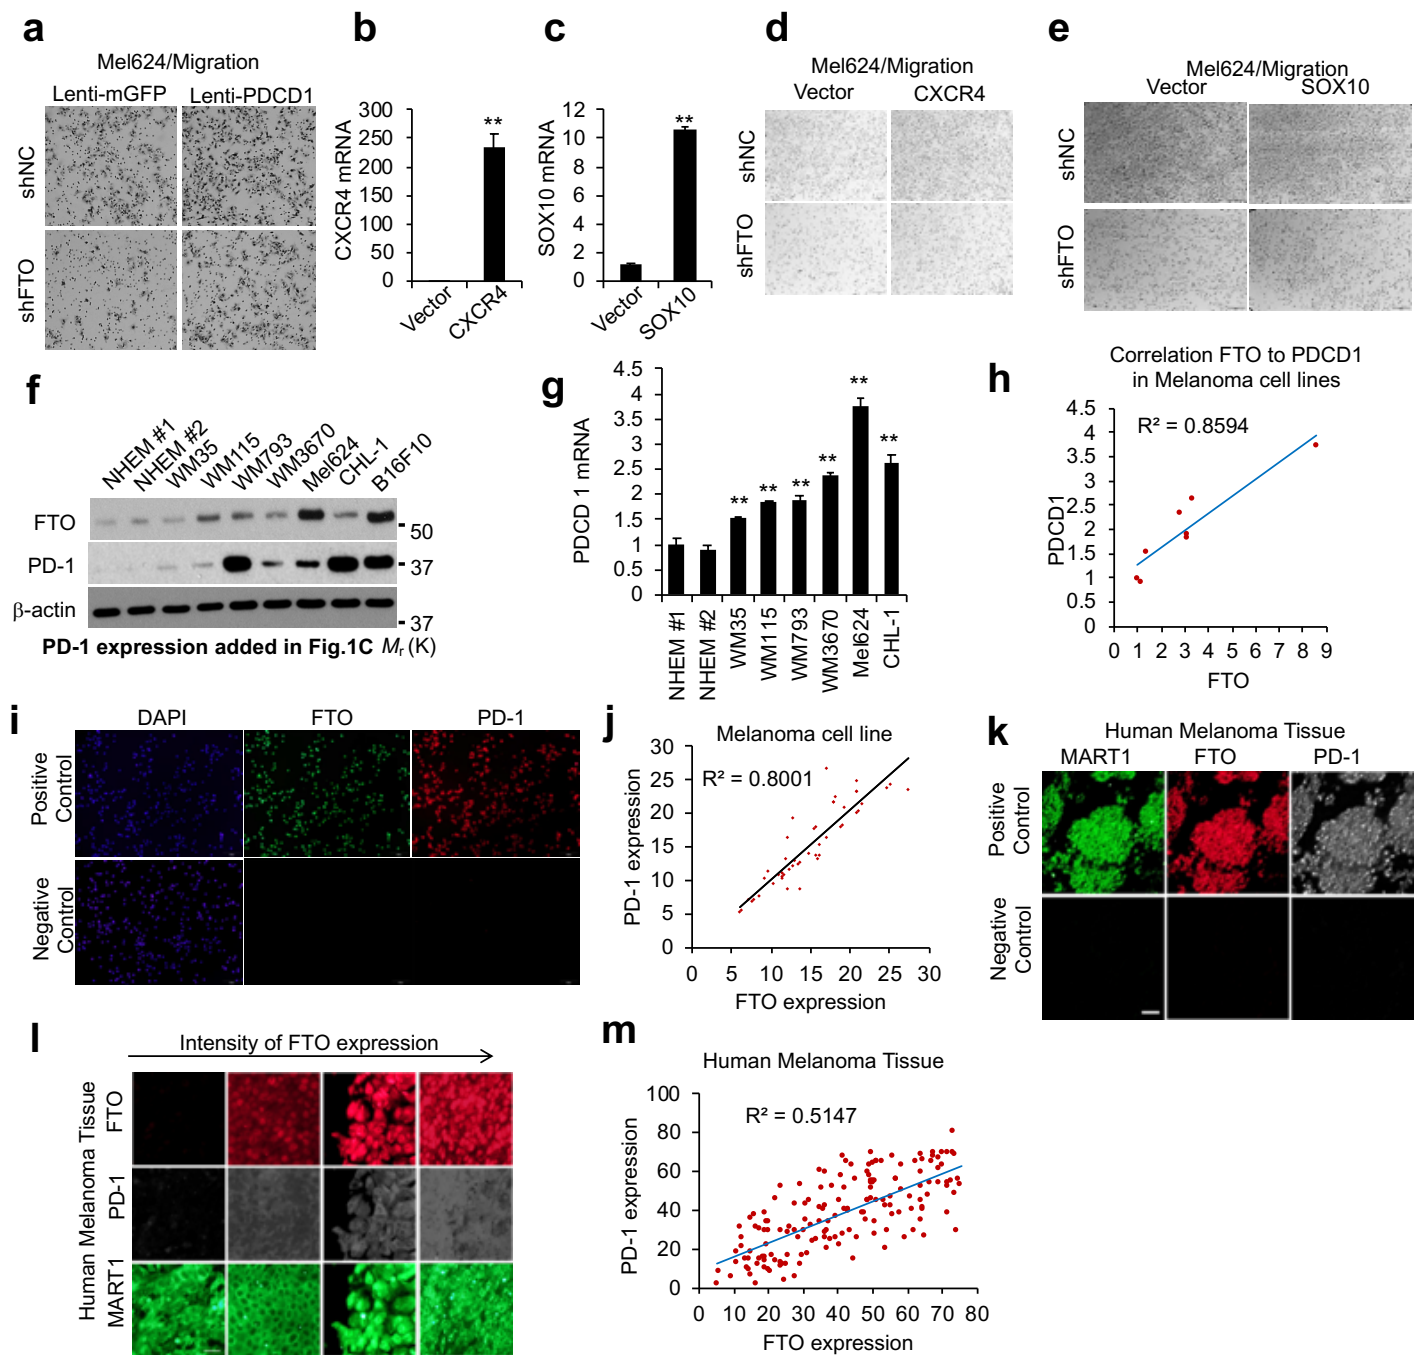 a
Mel624/Migration
Lenti-mGFP Lenti-PDCD1
shNC
shFTO
b
CXCR4 mRNA
300
250
200
150
100
50
0
**
Vector
CXCR4
c
SOX10 mRNA
12
10
8
6
4
2
0
**
Vector
SOX10
d
Mel624/Migration
Vector CXCR4
shNC
shFTO
e
Mel624/Migration
Vector SOX10
shNC
shFTO
f
NHEM #1
NHEM #2
WM35
WM115
WM793
WM3670
Mel624
CHL-1
B16F10
FTO
50
PD-1
37
β-actin
37
PD-1 expression added in Fig.1C Mr (K)
g
PDCD 1 mRNA
4.5
4
3.5
3
2.5
2
1.5
1
0.5
0
** ** ** ** ** **
NHEM #1
NHEM #2
WM35
WM115
WM793
WM3670
Mel624
CHL-1
h
Correlation FTO to PDCD1
in Melanoma cell lines
R² = 0.8594
PDCD1
4.5
4
3.5
3
2.5
2
1.5
1
0.5
0
0 1 2 3 4 5 6 7 8 9
FTO
i
DAPI FTO PD-1
Positive
Control
Negative
Control
j
Melanoma cell line
R² = 0.8001
PD-1 expression
30
25
20
15
10
5
0
0 5 10 15 20 25 30
FTO expression
k
Human Melanoma Tissue
MART1 FTO PD-1
Positive
Control
Negative
Control
l
Intensity of FTO expression
Human Melanoma Tissue
FTO
PD-1
MART1
m
Human Melanoma Tissue
R² = 0.5147
PD-1 expression
100
80
60
40
20
0
0 10 20 30 40 50 60 70 80
FTO expression